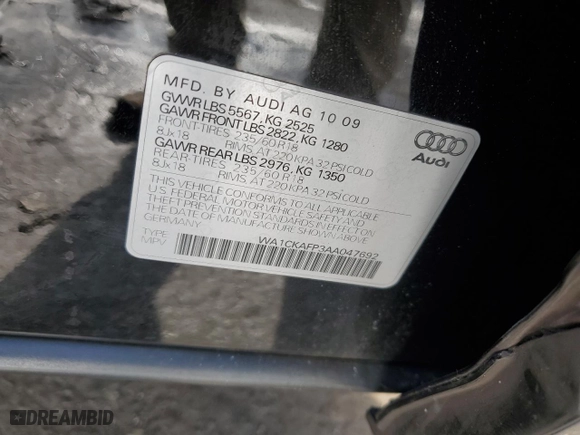 MFD. BY AUDI AG 10 09
GVWR LBS 5567, KG 2525
GAWR FRONT LBS 2822, KG 1280
FRONT-TIRES 235/60 R18
8Jx18 RIMS, AT 220 KPA 32 PSI COLD
GAWR REAR LBS 2976, KG 1350
REAR-TIRES 235/60 R18
8Jx18 RIMS, AT 220 KPA 32 PSI COLD
THIS VEHICLE CONFORMS TO ALL APPLICABLE
U.S. FEDERAL MOTOR VEHICLE SAFETY AND
THEFT PREVENTION STANDARDS IN EFFECT ON
THE DATE OF MANUFACTURE SHOWN ABOVE.
GERMANY
WA1CKAFP3AA047692
TYPE
MPV
Audi
DREAMBID